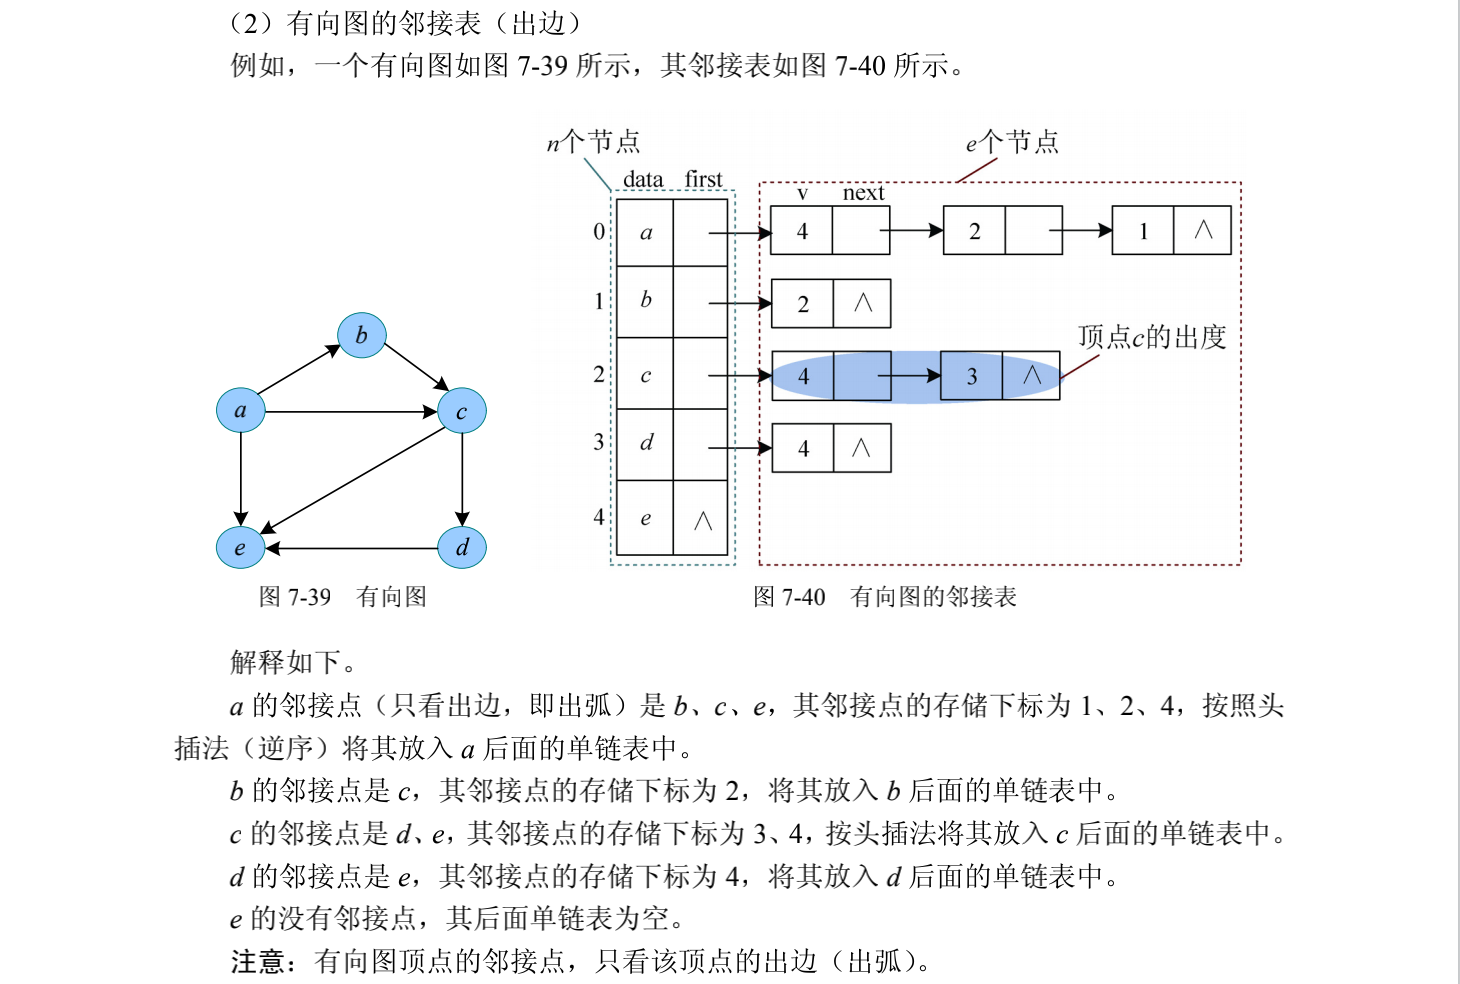 （2）有向图的邻接表（出边）
例如，一个有向图如图 7-39 所示，其邻接表如图 7-40 所示。
n个节点
e个节点
data first
v next
0 a 4 2 1 ∧
1 b 2 ∧
顶点c的出度
2 c 4 3 ∧
3 d 4 ∧
4 e ∧
b
a c
e d
图 7-39 有向图
图 7-40 有向图的邻接表
解释如下。
a 的邻接点（只看出边，即出弧）是 b、c、e，其邻接点的存储下标为 1、2、4，按照头
插法（逆序）将其放入 a 后面的单链表中。
b 的邻接点是 c，其邻接点的存储下标为 2，将其放入 b 后面的单链表中。
c 的邻接点是 d、e，其邻接点的存储下标为 3、4，按头插法将其放入 c 后面的单链表中。
d 的邻接点是 e，其邻接点的存储下标为 4，将其放入 d 后面的单链表中。
e 的没有邻接点，其后面单链表为空。
注意：有向图顶点的邻接点，只看该顶点的出边（出弧）。